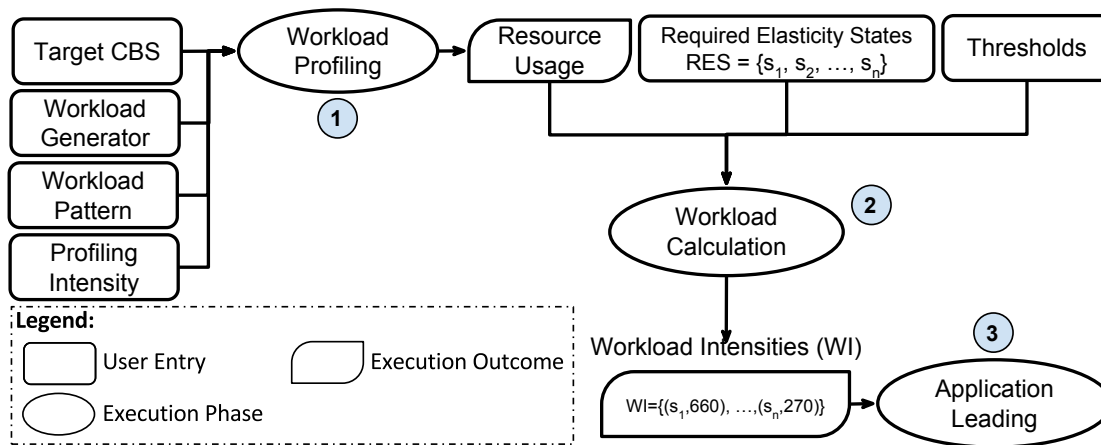 Target CBS
Workload
Generator
Workload
Pattern
Profiling
Intensity
Workload
Profiling
1
Resource
Usage
Required Elasticity States
RES = {s1, s2, …, sn}
Thresholds
Workload
Calculation
2
Workload Intensities (WI)
WI={(s1,660), …,(sn,270)}
3
Application
Leading
Legend:
User Entry
Execution Outcome
Execution Phase